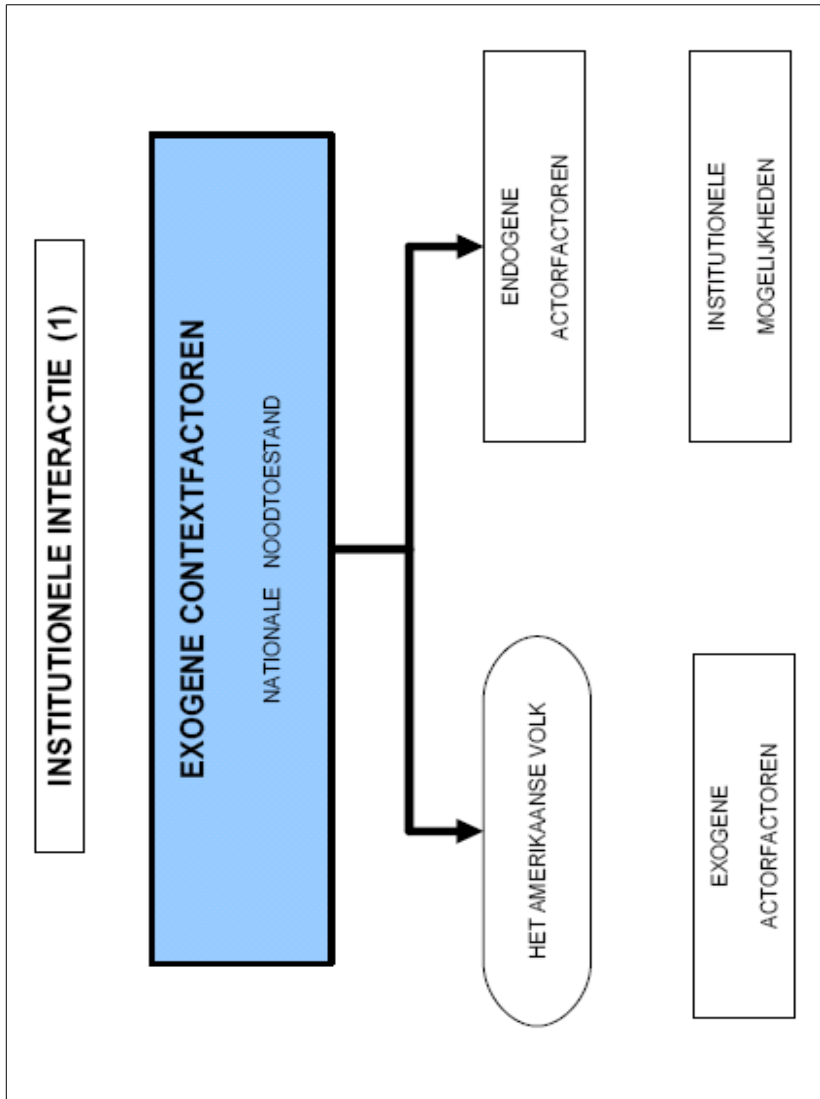 INSTITUTIONELE INTERACTIE (1)
EXOGENE CONTEXTFACTOREN
NATIONALE NOODTOESTAND
HET AMERIKAANSE VOLK
ENDOGENE
ACTORFACTOREN
EXOGENE
ACTORFACTOREN
INSTITUTIONELE
MOGELIJKHEDEN